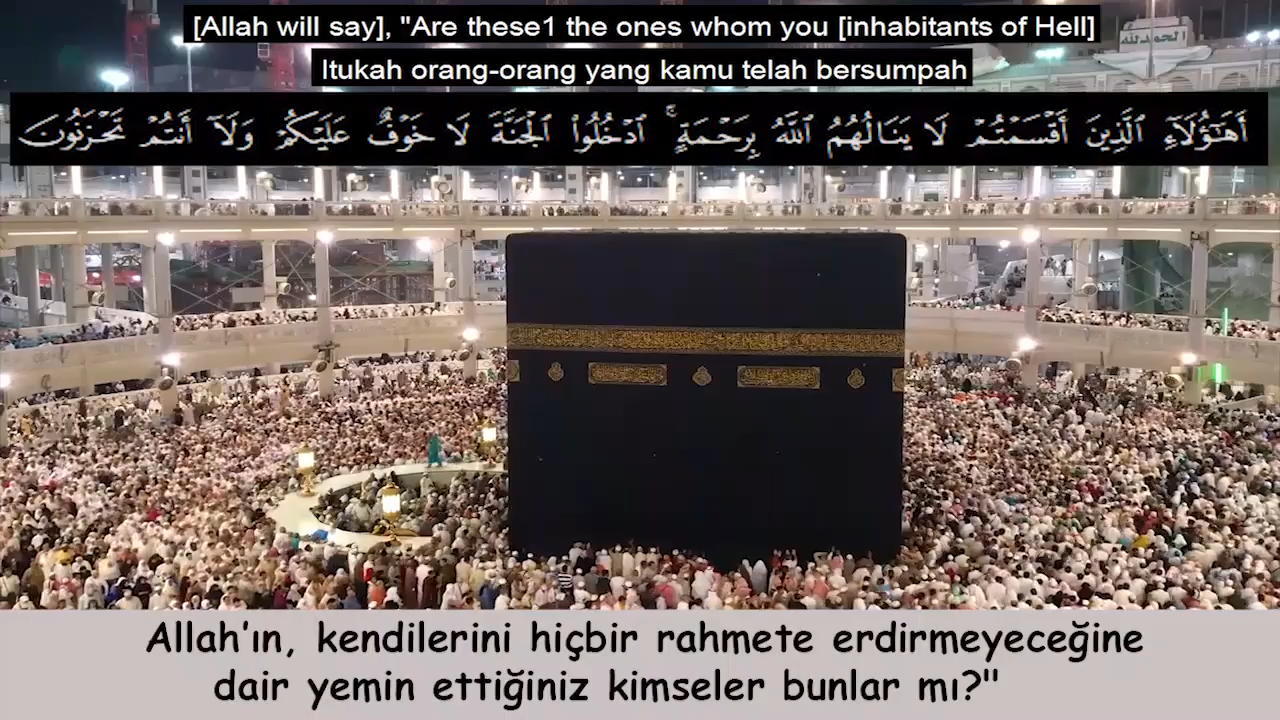 [Allah will say], "Are these1 the ones whom you [inhabitants of Hell]
Itukah orang-orang yang kamu telah bersumpah
أَهَـٰٓؤُلَآءِ ٱلَّذِينَ أَقْسَمْتُمْ لَا يَنَالُهُمُ ٱللَّهُ بِرَحْمَةٍ ۚ ٱدْخُلُوا۟ ٱلْجَنَّةَ لَا خَوْفٌ عَلَيْكُمْ وَلَآ أَنتُمْ تَحْزَنُونَ
الحمدلله
Allah'ın, kendilerini hiçbir rahmete erdirmeyeceğine
dair yemin ettiğiniz kimseler bunlar mı?"